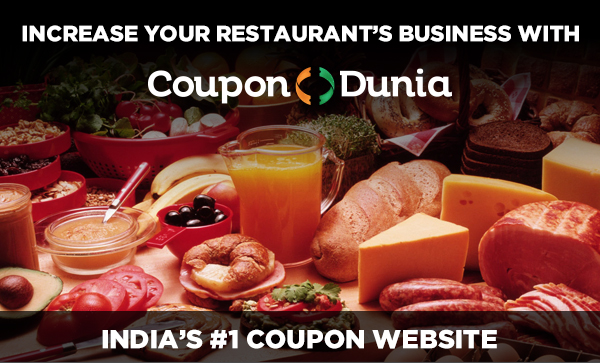 INCREASE YOUR RESTAURANT'S BUSINESS WITH
Coupon Dunia
INDIA'S #1 COUPON WEBSITE